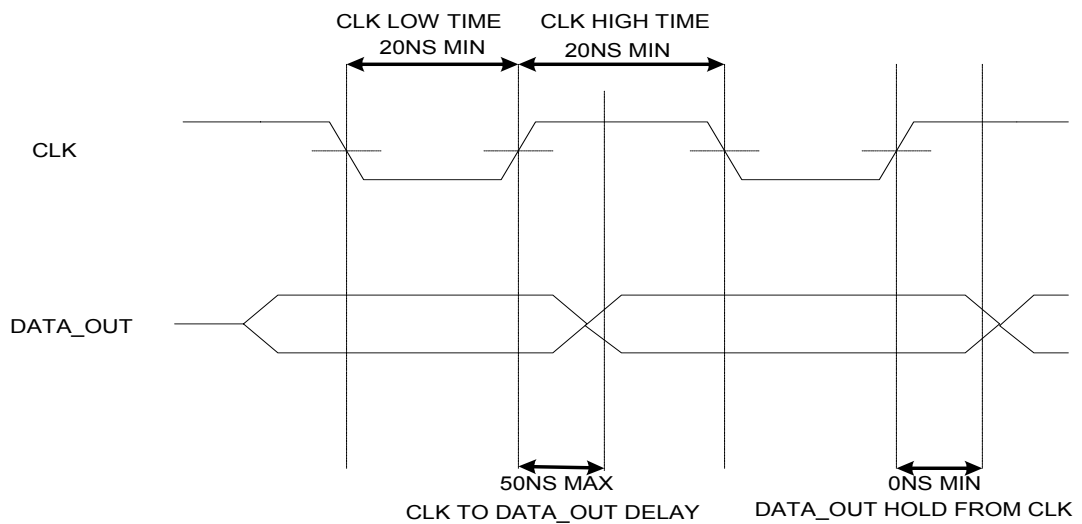 CLK LOW TIME
20NS MIN
CLK HIGH TIME
20NS MIN
CLK
DATA_OUT
50NS MAX
CLK TO DATA_OUT DELAY
0NS MIN
DATA_OUT HOLD FROM CLK